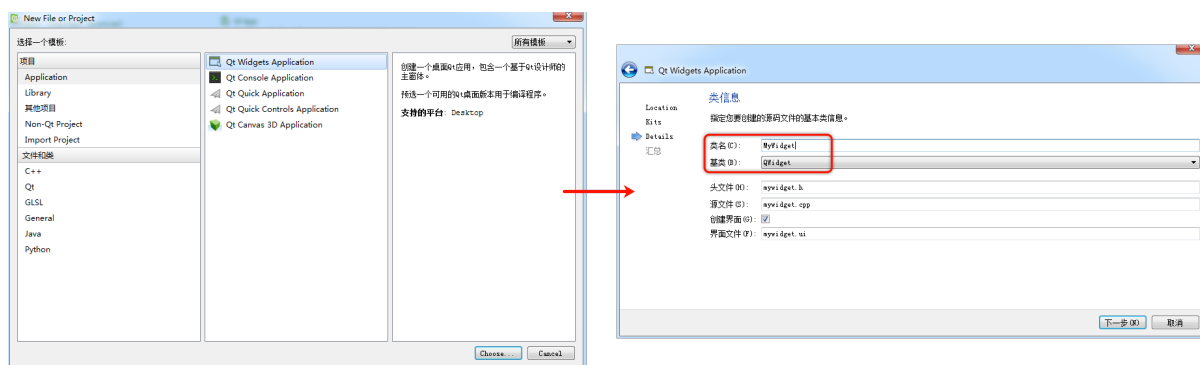 New File or Project
选择一个模板:
所有模板
项目
Application
Library
其他项目
Non-Qt Project
Import Project
文件和类
C++
Qt
GLSL
General
Java
Python
Qt Widgets Application
Qt Console Application
Qt Quick Application
Qt Quick Controls Application
Qt Canvas 3D Application
创建一个桌面Qt应用，包含一个基于Qt设计师的
主窗体。
预选一个可用的Qt桌面版本用于编译程序。
支持的平台: Desktop
Choose...
Cancel
Qt Widgets Application
Location
Kits
Details
汇总
类信息
指定您要创建的源码文件的基本类信息。
类名(C): MyWidget
基类(B): QWidget
头文件(H): mywidget.h
源文件(S): mywidget.cpp
创建界面(G):
界面文件(F): mywidget.ui
下一步(N)
取消